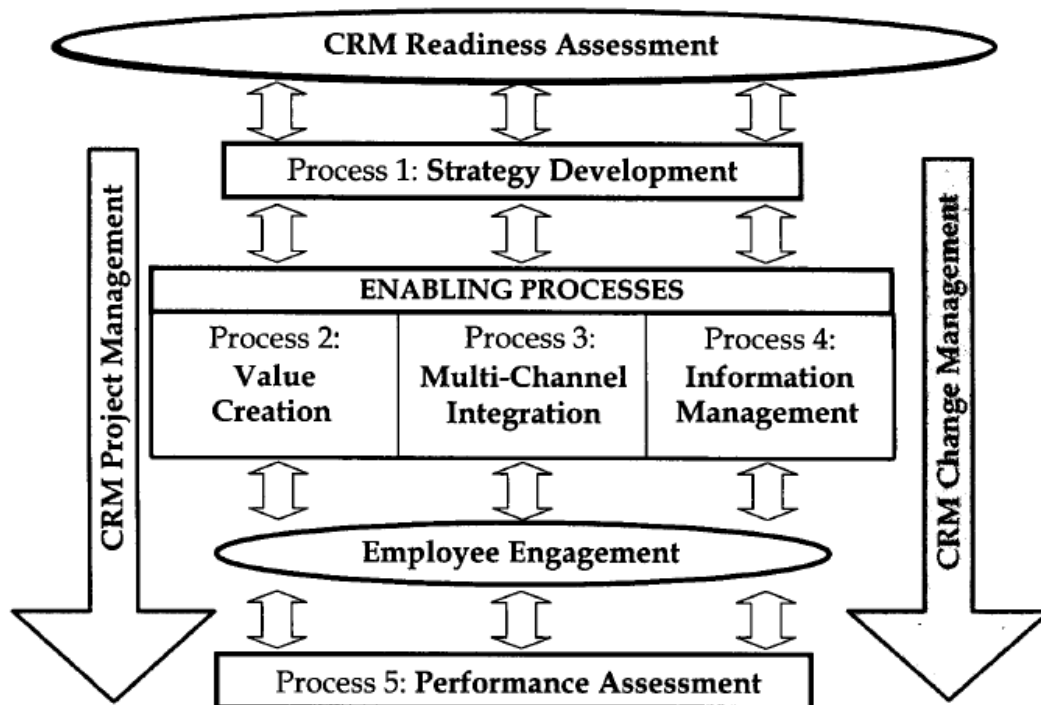 CRM Readiness Assessment
Process 1: Strategy Development
CRM Project Management
CRM Change Management
ENABLING PROCESSES
Process 2:
Value
Creation
Process 3:
Multi-Channel
Integration
Process 4:
Information
Management
Employee Engagement
Process 5: Performance Assessment